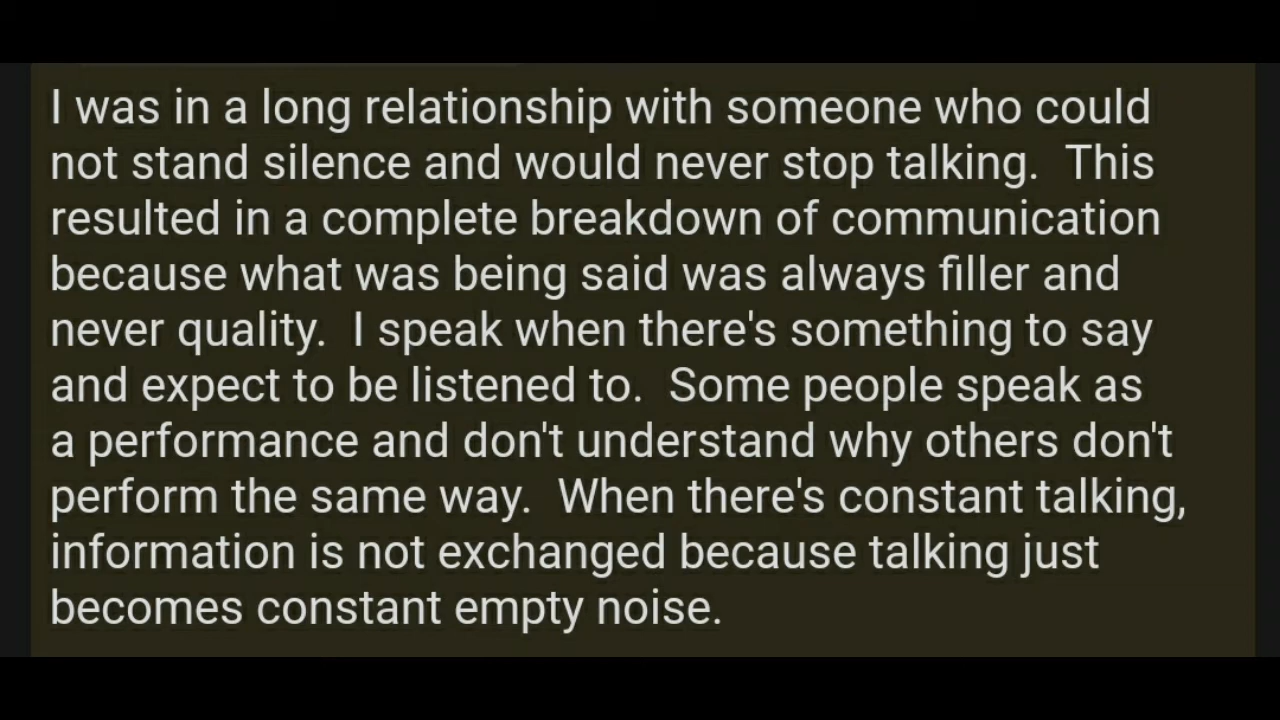 I was in a long relationship with someone who could
not stand silence and would never stop talking.  This
resulted in a complete breakdown of communication
because what was being said was always filler and
never quality.  I speak when there's something to say
and expect to be listened to.  Some people speak as
a performance and don't understand why others don't
perform the same way.  When there's constant talking,
information is not exchanged because talking just
becomes constant empty noise.